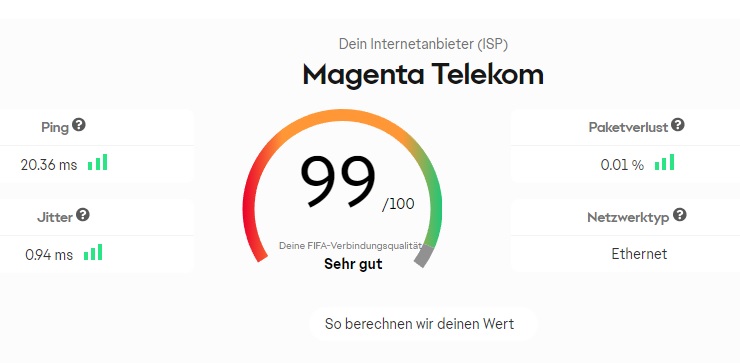 Dein Internetanbieter (ISP)
Magenta Telekom
Ping ?
20.36 ms
Jitter ?
0.94 ms
99 /100
Deine FIFA-Verbindungsqualität
Sehr gut
Paketverlust ?
0.01 %
Netzwerktyp ?
Ethernet
So berechnen wir deinen Wert